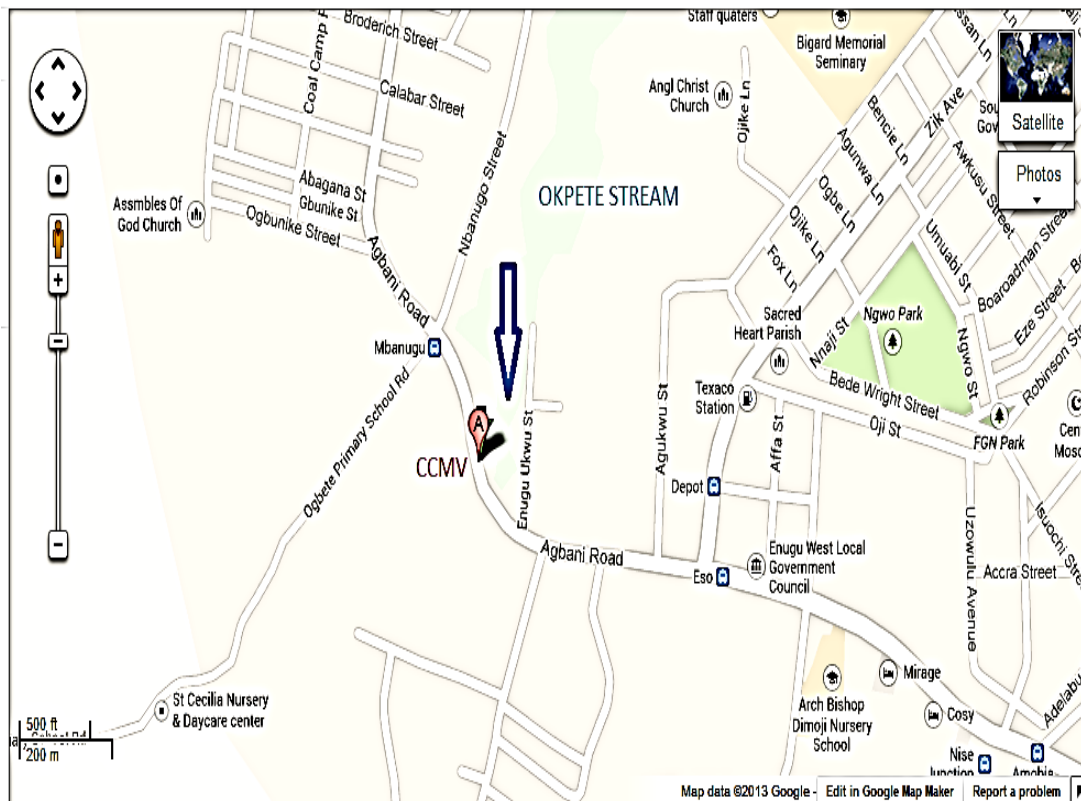 Broderich Street
Calabar Street
Coal Camp
Abagana St
Gbunike St
Ogbunike Street
Assmbles Of
God Church
Agbani Road
Nbanugo Street
Mbanugu
Ogbete Primary School Rd
St Cecilia Nursery
& Daycare center
500 ft
200 m
OKPETE STREAM
A
CCMV
Enugu Ukwu St
Agbani Road
Staff quaters
Bigard Memorial
Seminary
Angl Christ
Church
Ojike Ln
Bencie Ln
Agunwa Ln
Ogbe Ln
Ojike Ln
Fox Ln
Zik Ave
Awkusu Street
Umuabi St
Boaroadman Street
Eze Street
Robinson
Ngwo St
Ngwo Park
Nnaji St
Sacred
Heart Parish
Texaco
Station
Bede Wright Street
Oji St
FGN Park
Agukwu St
Affa St
Depot
Eso
Enugu West Local
Government
Council
Uzowulu Avenue
Isuochi Street
Accra Street
Mirage
Cosy
Arch Bishop
Dimoji Nursery
School
Nise
Junction
Satellite
Photos
Map data ©2013 Google -
Edit in Google Map Maker
Report a problem